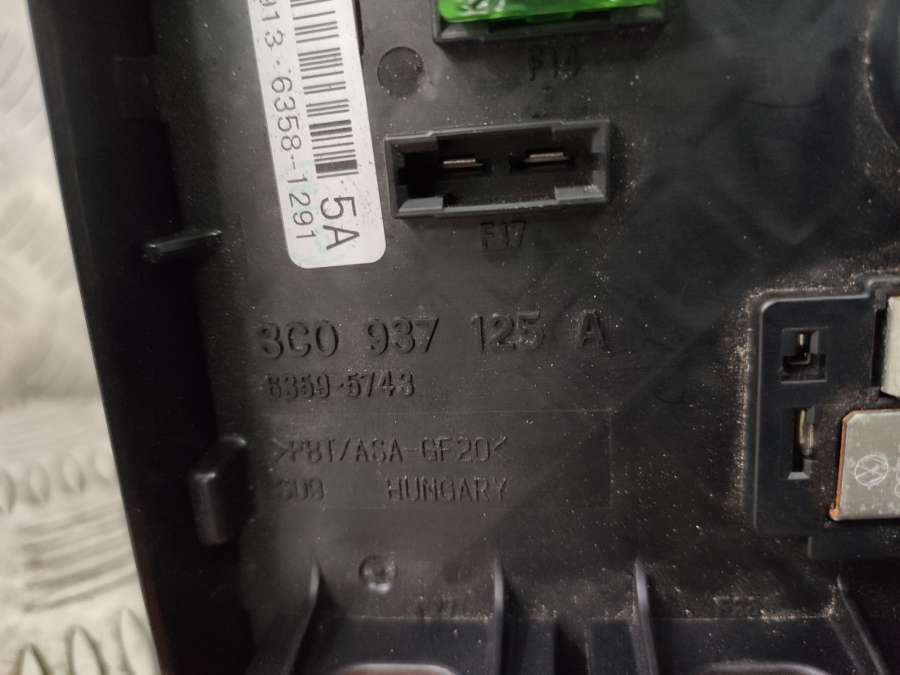 913-6358-1291
5A
F14
F17
3C0 937 125 A
6359-5743
>PBT/ASA-GF20<
HUNGARY